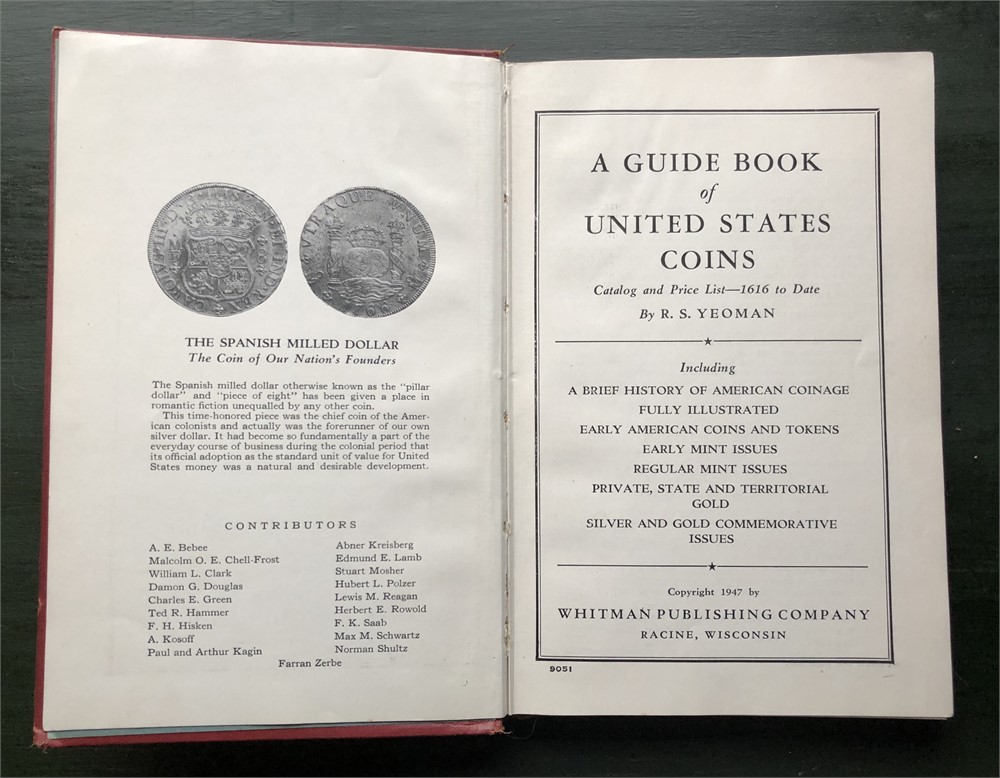 THE SPANISH MILLED DOLLAR
The Coin of Our Nation's Founders
The Spanish milled dollar otherwise known as the "pillar
dollar" and "piece of eight" has been given a place in
romantic fiction unequalled by any other coin.
This time-honored piece was the chief coin of the Amer-
ican colonists and actually was the forerunner of our own
silver dollar. It had become so fundamentally a part of the
everyday course of business during the colonial period that
its official adoption as the standard unit of value for United
States money was a natural and desirable development.
CONTRIBUTORS
A. E. Bebee
Malcolm O. E. Chell-Frost
William L. Clark
Damon G. Douglas
Charles E. Green
Ted R. Hammer
F. H. Hisken
A. Kosoff
Paul and Arthur Kagin
Abner Kreisberg
Edmund E. Lamb
Stuart Mosher
Hubert L. Polzer
Lewis M. Reagan
Herbert E. Rowold
F. K. Saab
Max M. Schwartz
Norman Shultz
Farran Zerbe
A GUIDE BOOK
of
UNITED STATES
COINS
Catalog and Price List—1616 to Date
By R. S. YEOMAN
Including
A BRIEF HISTORY OF AMERICAN COINAGE
FULLY ILLUSTRATED
EARLY AMERICAN COINS AND TOKENS
EARLY MINT ISSUES
REGULAR MINT ISSUES
PRIVATE, STATE AND TERRITORIAL
GOLD
SILVER AND GOLD COMMEMORATIVE
ISSUES
Copyright 1947 by
WHITMAN PUBLISHING COMPANY
RACINE, WISCONSIN
9051